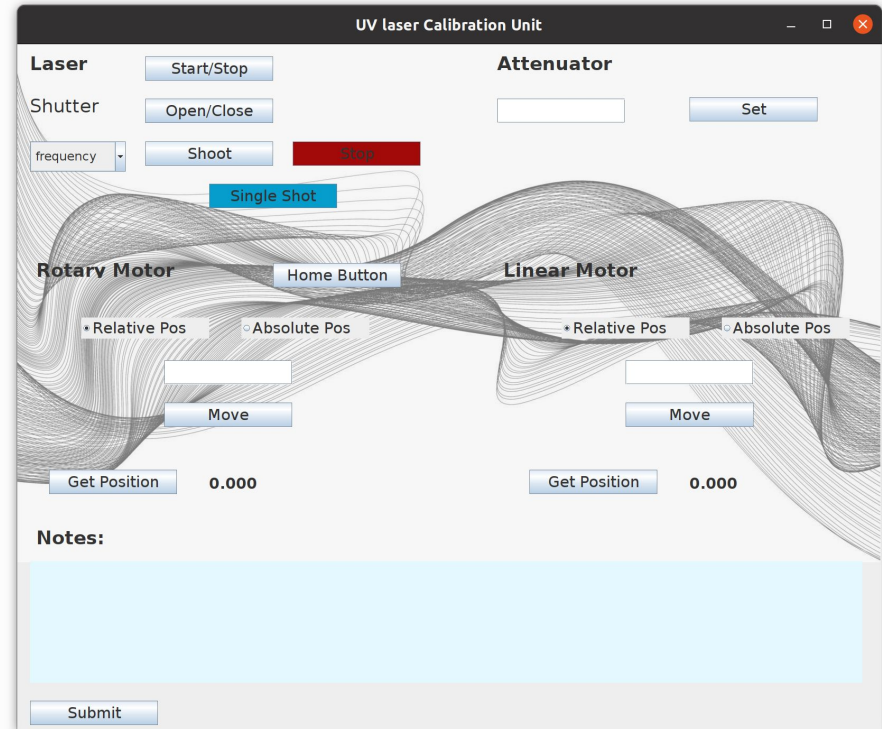 UV laser Calibration Unit
Laser
Start/Stop
Attenuator
Shutter
Open/Close
Set
frequency
Shoot
Stop
Single Shot
Rotary Motor
Home Button
Linear Motor
Relative Pos
Absolute Pos
Relative Pos
Absolute Pos
Move
Move
Get Position
0.000
Get Position
0.000
Notes:
Submit